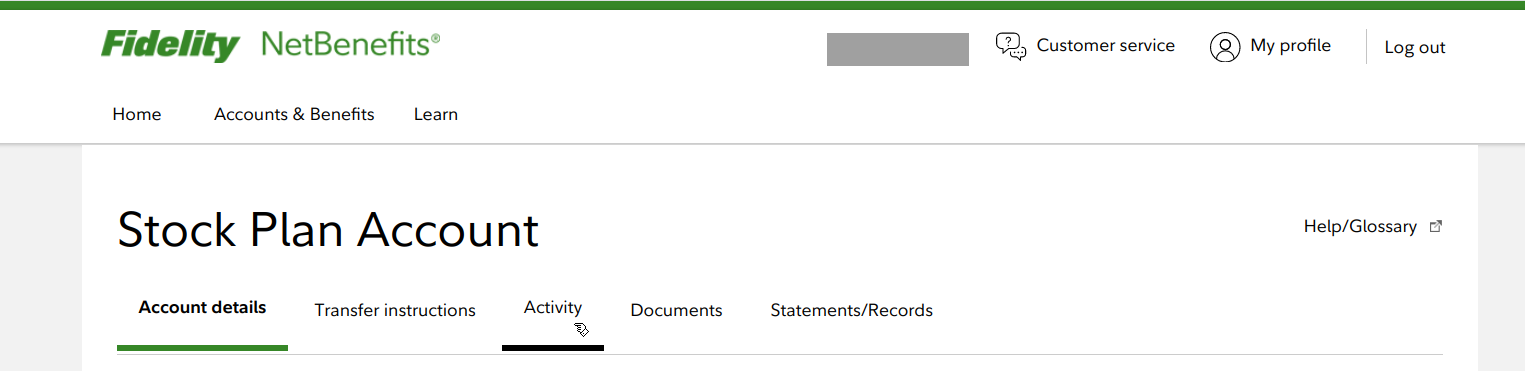 Fidelity NetBenefits®
Customer service
My profile
Log out
Home
Accounts & Benefits
Learn
Stock Plan Account
Help/Glossary
Account details
Transfer instructions
Activity
Documents
Statements/Records